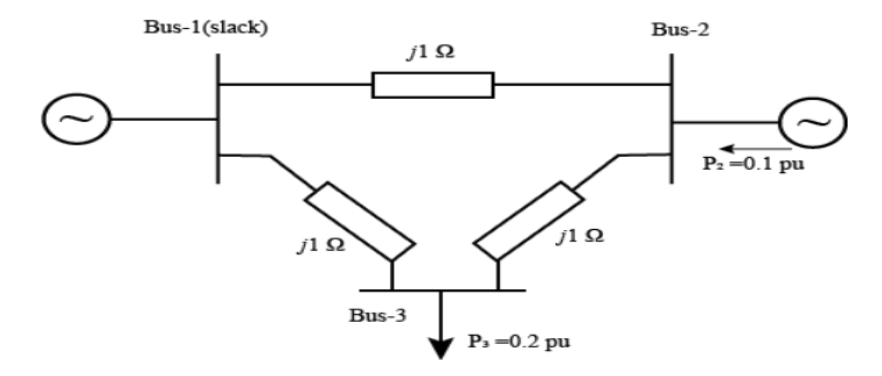 Bus-1(slack)
Bus-2
j1 Ω
P₂ =0.1 pu
j1 Ω
j1 Ω
Bus-3
P₃ =0.2 pu